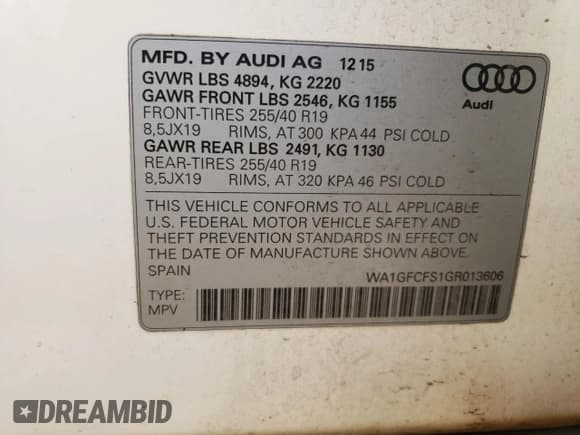 MFD. BY AUDI AG 12 15
GVWR LBS 4894, KG 2220
GAWR FRONT LBS 2546, KG 1155
FRONT-TIRES 255/40 R19
8,5JX19 RIMS, AT 300 KPA 44 PSI COLD
GAWR REAR LBS 2491, KG 1130
REAR-TIRES 255/40 R19
8,5JX19 RIMS, AT 320 KPA 46 PSI COLD
Audi
THIS VEHICLE CONFORMS TO ALL APPLICABLE
U.S. FEDERAL MOTOR VEHICLE SAFETY AND
THEFT PREVENTION STANDARDS IN EFFECT ON
THE DATE OF MANUFACTURE SHOWN ABOVE.
SPAIN WA1GFCFS1GR013606
TYPE:
MPV
DREAMBID